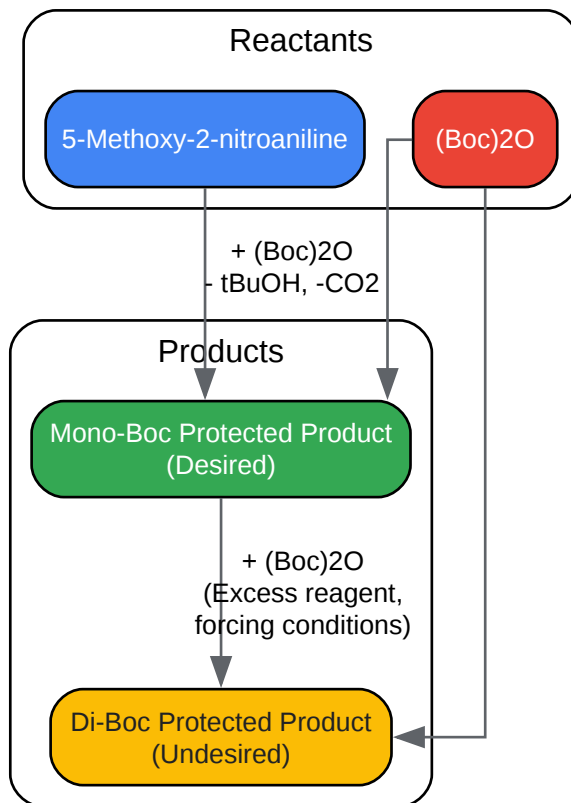 Reactants
5-Methoxy-2-nitroaniline
(Boc)2O
+ (Boc)2O
- tBuOH, -CO2
Products
Mono-Boc Protected Product
(Desired)
+ (Boc)2O
(Excess reagent,
forcing conditions)
Di-Boc Protected Product
(Undesired)